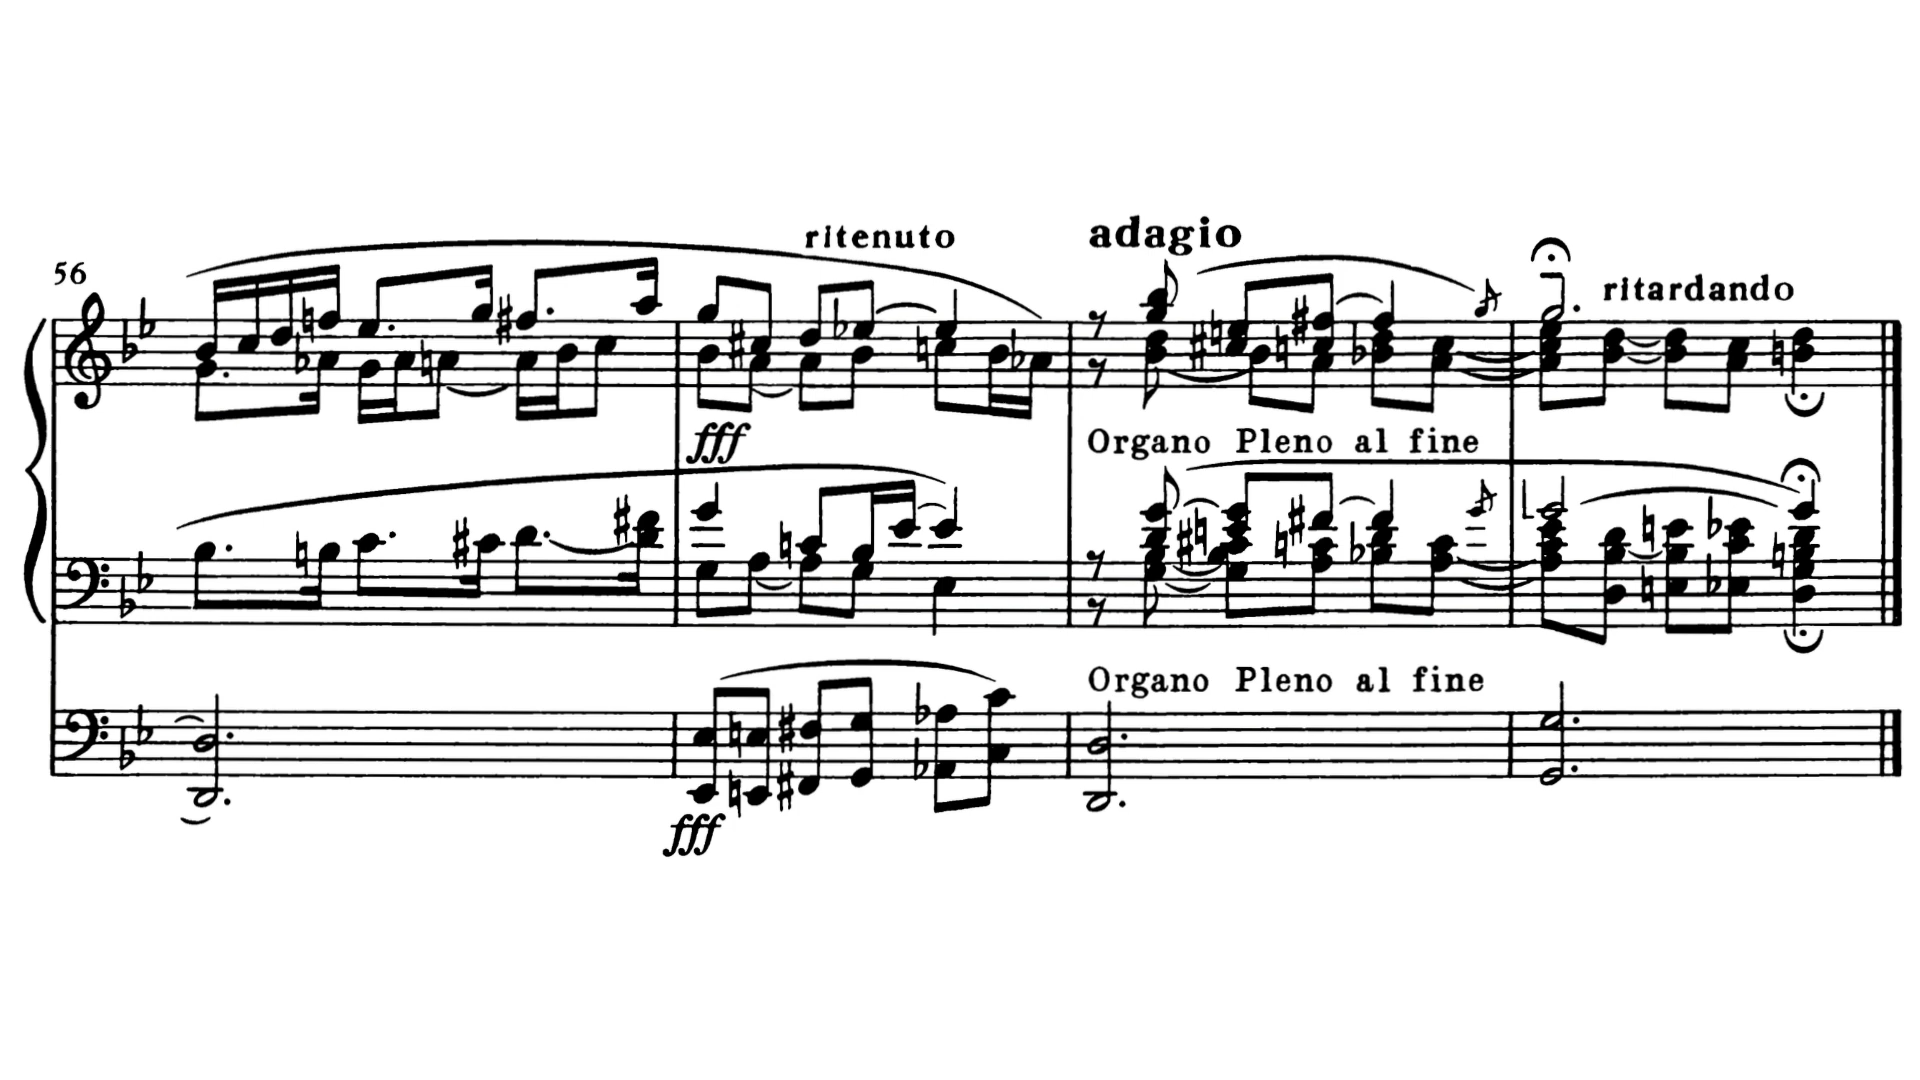 ritenuto
adagio
56
ritardando
fff
Organo Pleno al fine
Organo Pleno al fine
fff